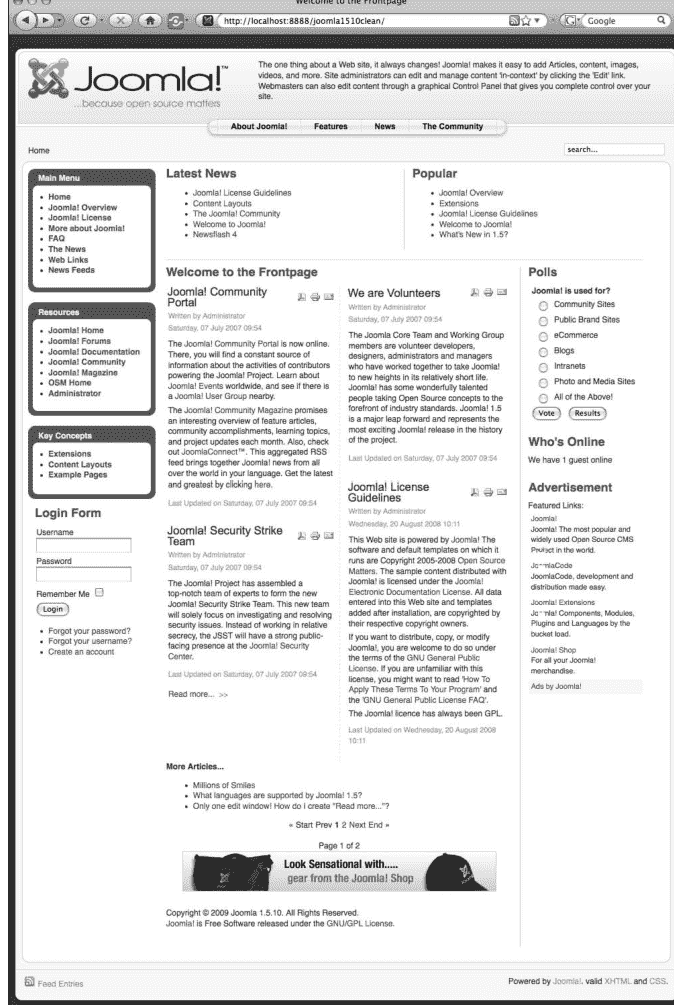 Welcome to the Frontpage
http://localhost:8888/joomla1510clean/
Google
Joomla!™
...because open source matters
The one thing about a Web site, it always changes! Joomla! makes it easy to add Articles, content, images,
videos, and more. Site administrators can edit and manage content 'in-context' by clicking the 'Edit' link.
Webmasters can also edit content through a graphical Control Panel that gives you complete control over your
site.
About Joomla!
Features
News
The Community
Home
search...
Main Menu
Home
Joomla! Overview
Joomla! License
More about Joomla!
FAQ
The News
Web Links
News Feeds
Resources
Joomla! Home
Joomla! Forums
Joomla! Documentation
Joomla! Community
Joomla! Magazine
OSM Home
Administrator
Key Concepts
Extensions
Content Layouts
Example Pages
Login Form
Username
Password
Remember Me
Login
Forgot your password?
Forgot your username?
Create an account
Latest News
Joomla! License Guidelines
Content Layouts
The Joomla! Community
Welcome to Joomla!
Newsflash 4
Popular
Joomla! Overview
Extensions
Joomla! License Guidelines
Welcome to Joomla!
What's New in 1.5?
Welcome to the Frontpage
Joomla! Community
Portal
Written by Administrator
Saturday, 07 July 2007 09:54
The Joomla! Community Portal is now online.
There, you will find a constant source of
information about the activities of contributors
powering the Joomla! Project. Learn about
Joomla! Events worldwide, and see if there is
a Joomla! User Group nearby.
The Joomla! Community Magazine promises
an interesting overview of feature articles,
community accomplishments, learning topics,
and project updates each month. Also, check
out JoomlaConnect™. This aggregated RSS
feed brings together Joomla! news from all
over the world in your language. Get the latest
and greatest by clicking here.
Last Updated on Saturday, 07 July 2007 09:54
Joomla! Security Strike
Team
Written by Administrator
Saturday, 07 July 2007 09:54
The Joomla! Project has assembled a
top-notch team of experts to form the new
Joomla! Security Strike Team. This new team
will solely focus on investigating and resolving
security issues. Instead of working in relative
secrecy, the JSST will have a strong public-
facing presence at the Joomla! Security
Center.
Last Updated on Saturday, 07 July 2007 09:54
Read more... >>
We are Volunteers
Written by Administrator
Saturday, 07 July 2007 09:54
The Joomla Core Team and Working Group
members are volunteer developers,
designers, administrators and managers
who have worked together to take Joomla!
to new heights in its relatively short life.
Joomla! has some wonderfully talented
people taking Open Source concepts to the
forefront of industry standards. Joomla! 1.5
is a major leap forward and represents the
most exciting Joomla! release in the history
of the project.
Last Updated on Saturday, 07 July 2007 09:54
Joomla! License
Guidelines
Written by Administrator
Wednesday, 20 August 2008 10:11
This Web site is powered by Joomla! The
software and default templates on which it
runs are Copyright 2005-2008 Open Source
Matters. The sample content distributed with
Joomla! is licensed under the Joomla!
Electronic Documentation License. All data
entered into this Web site and templates
added after installation, are copyrighted by
their respective copyright owners.
If you want to distribute, copy, or modify
Joomla!, you are welcome to do so under
the terms of the GNU General Public
License. If you are unfamiliar with this
license, you might want to read 'How To
Apply These Terms To Your Program' and
the 'GNU General Public License FAQ'.
The Joomla! licence has always been GPL.
Last Updated on Wednesday, 20 August 2008
10:11
Polls
Joomla! is used for?
Community Sites
Public Brand Sites
eCommerce
Blogs
Intranets
Photo and Media Sites
All of the Above!
Vote
Results
Who's Online
We have 1 guest online
Advertisement
Featured Links:
Joomla!
Joomla! The most popular and
widely used Open Source CMS
Project in the world.
JoomlaCode
JoomlaCode, development and
distribution made easy.
Joomla! Extensions
Joomla! Components, Modules,
Plugins and Languages by the
bucket load.
Joomla! Shop
For all your Joomla!
merchandise.
Ads by Joomla!
More Articles...
Millions of Smiles
What languages are supported by Joomla! 1.5?
Only one edit window! How do I create "Read more..."?
« Start Prev 1 2 Next End »
Page 1 of 2
Look Sensational with.....
gear from the Joomla! Shop
Copyright © 2009 Joomla 1.5.10. All Rights Reserved.
Joomla! is Free Software released under the GNU/GPL License.
Feed Entries
Powered by Joomla!. valid XHTML and CSS.